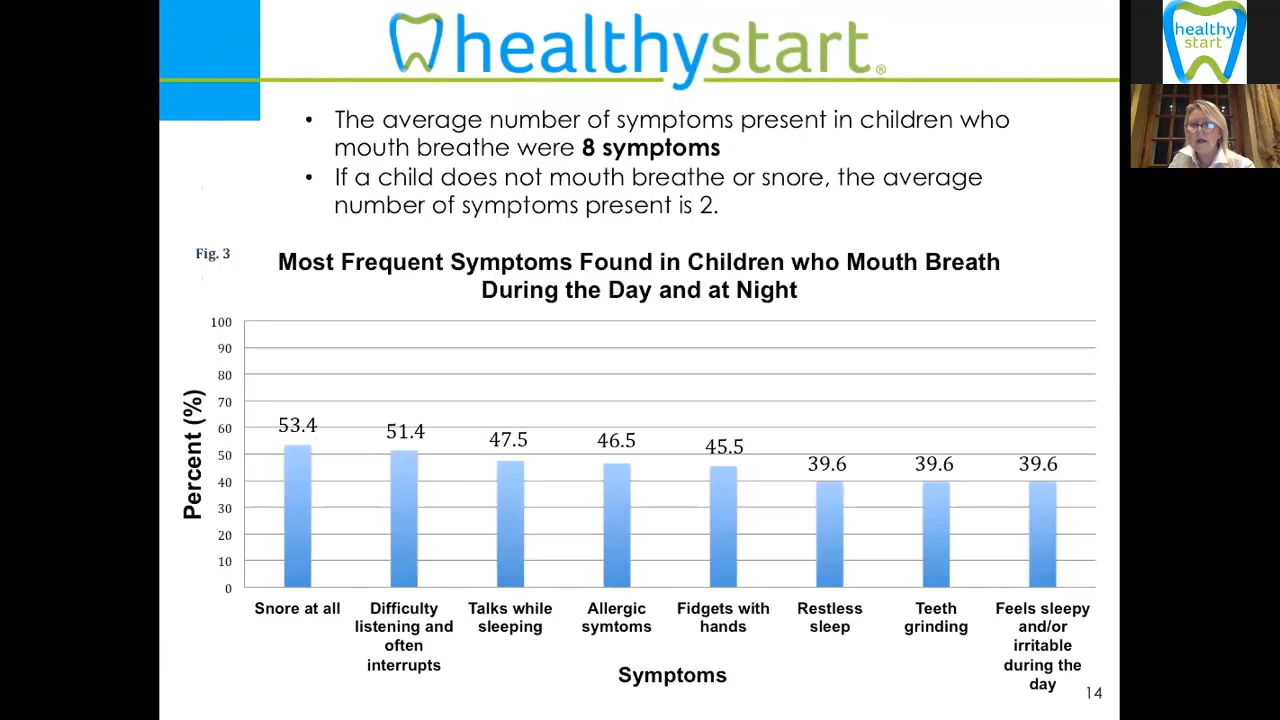 healthystart®
healthy
start
• The average number of symptoms present in children who
mouth breathe were 8 symptoms
• If a child does not mouth breathe or snore, the average
number of symptoms present is 2.
Fig. 3
Most Frequent Symptoms Found in Children who Mouth Breath
During the Day and at Night
Percent (%)
100
90
80
70
60
50
40
30
20
10
0
53.4
51.4
47.5
46.5
45.5
39.6
39.6
39.6
Snore at all
Difficulty
listening and
often
interrupts
Talks while
sleeping
Allergic
symtoms
Fidgets with
hands
Restless
sleep
Teeth
grinding
Feels sleepy
and/or
irritable
during the
day
Symptoms
14